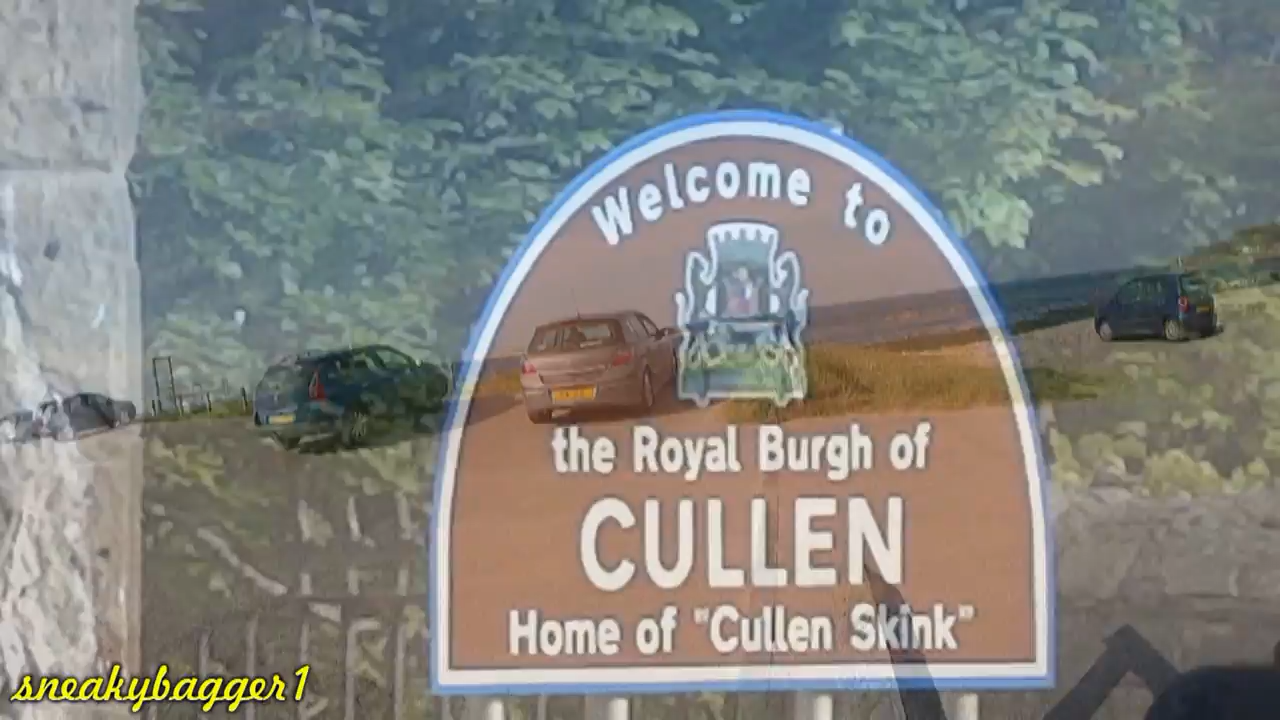 Welcome to
the Royal Burgh of
CULLEN
Home of "Cullen Skink"
sneakybagger1